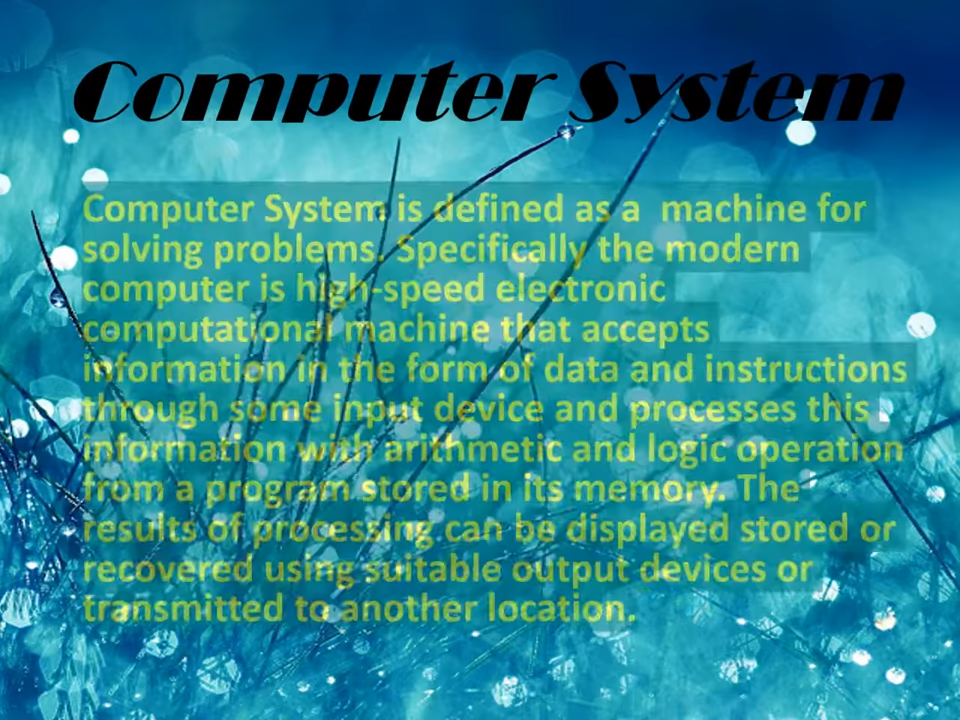 Computer System
Computer System is defined as a machine for
solving problems. Specifically the modern
computer is high-speed electronic
computational machine that accepts
information in the form of data and instructions
through some input device and processes this
information with arithmetic and logic operation
from a program stored in its memory. The
results of processing can be displayed stored or
recovered using suitable output devices or
transmitted to another location.